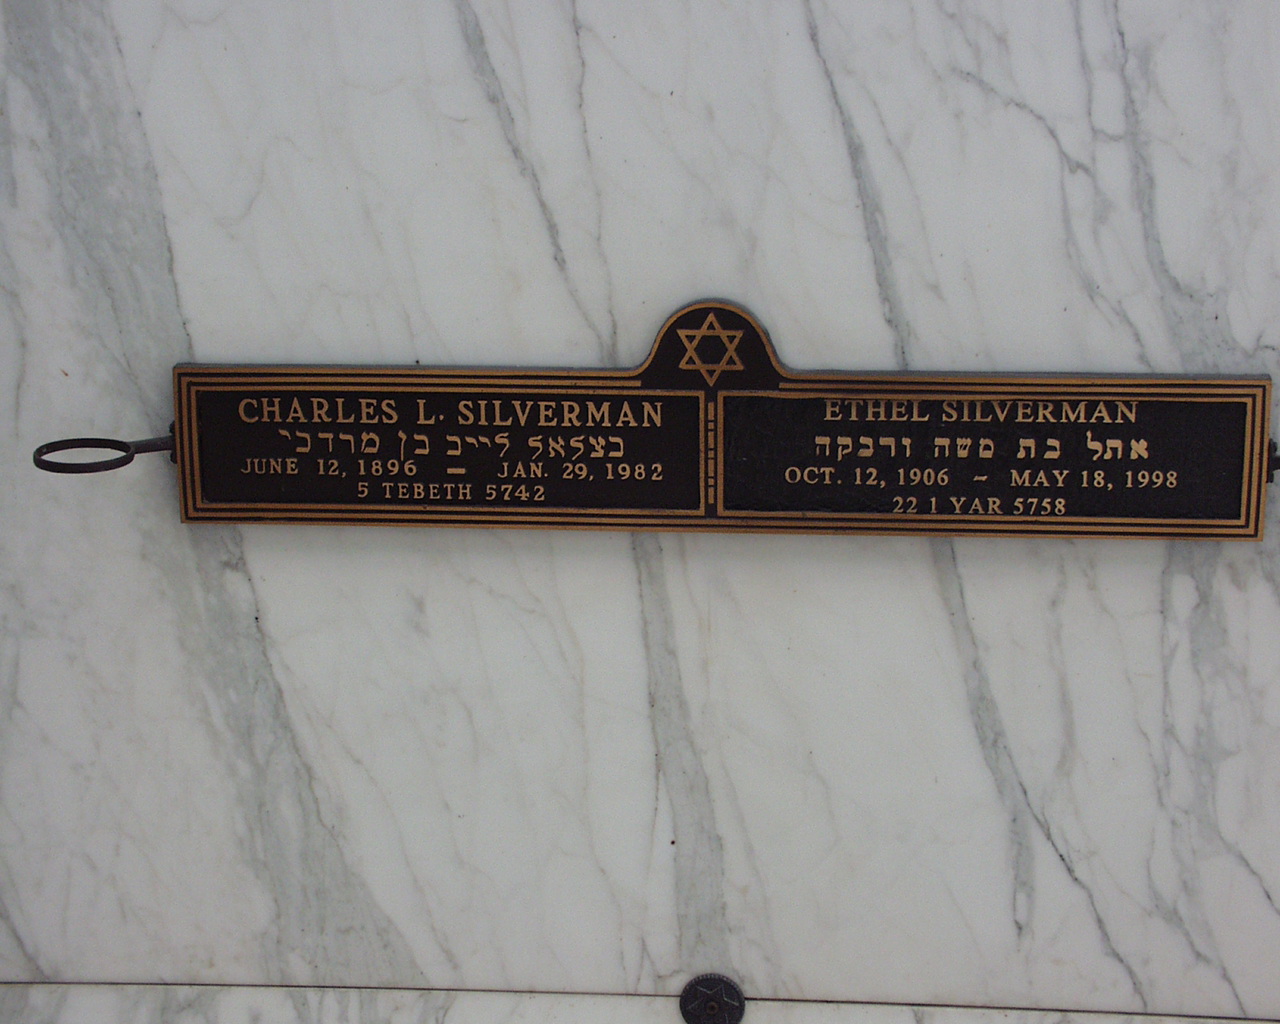 CHARLES L. SILVERMAN
בצלאל לייב בן מרדכי
JUNE 12, 1896 – JAN. 29, 1982
5 TEBETH 5742
ETHEL SILVERMAN
אתל בת משה ורבקה
OCT. 12, 1906 – MAY 18, 1998
22 1 YAR 5758